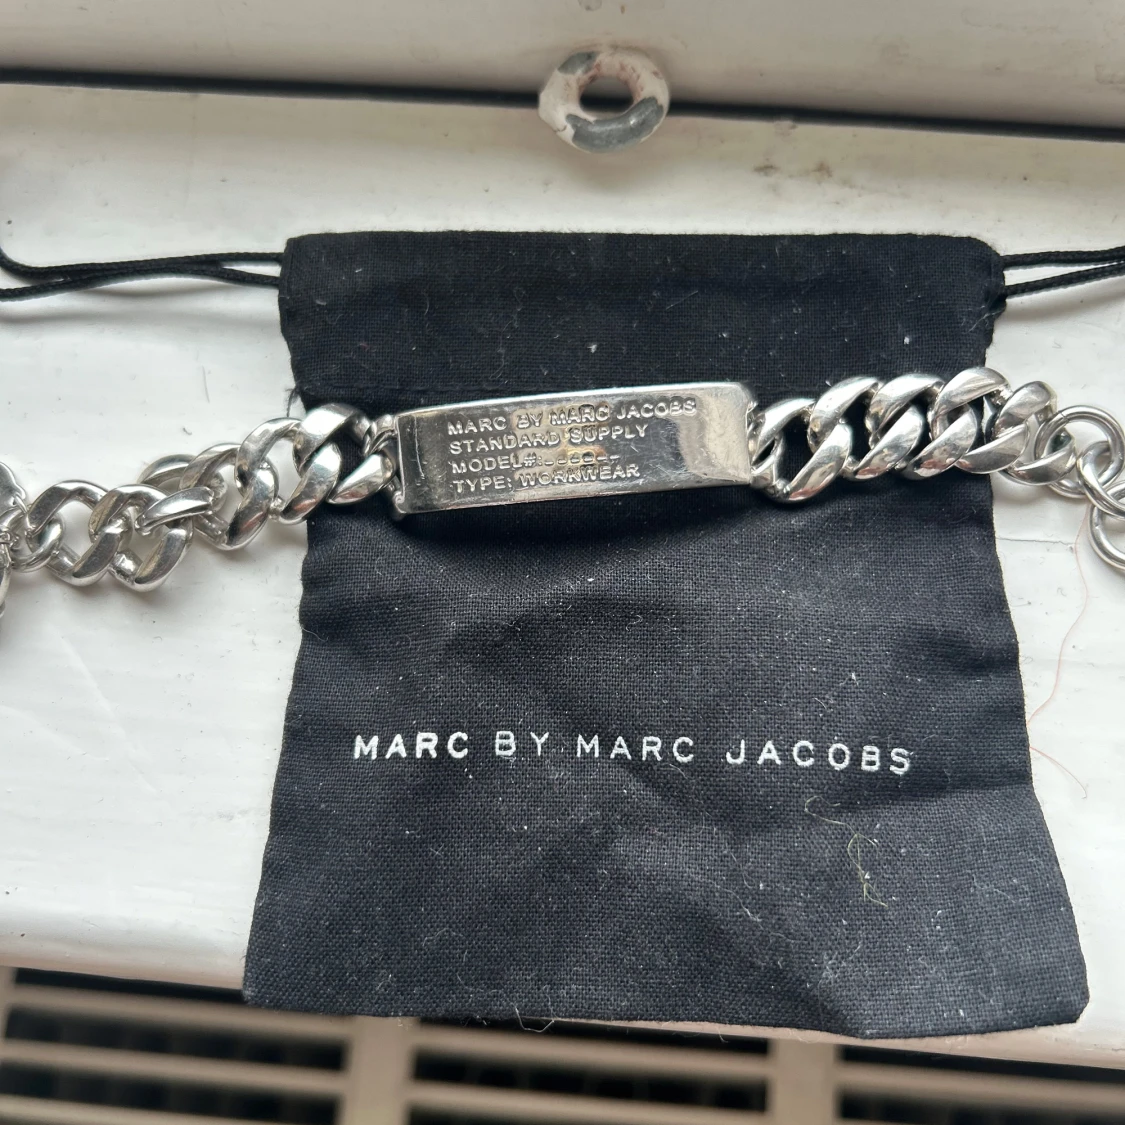 MARC BY MARC JACOBS
STANDARD SUPPLY
MODEL#:
TYPE: WORKWEAR
MARC BY MARC JACOBS